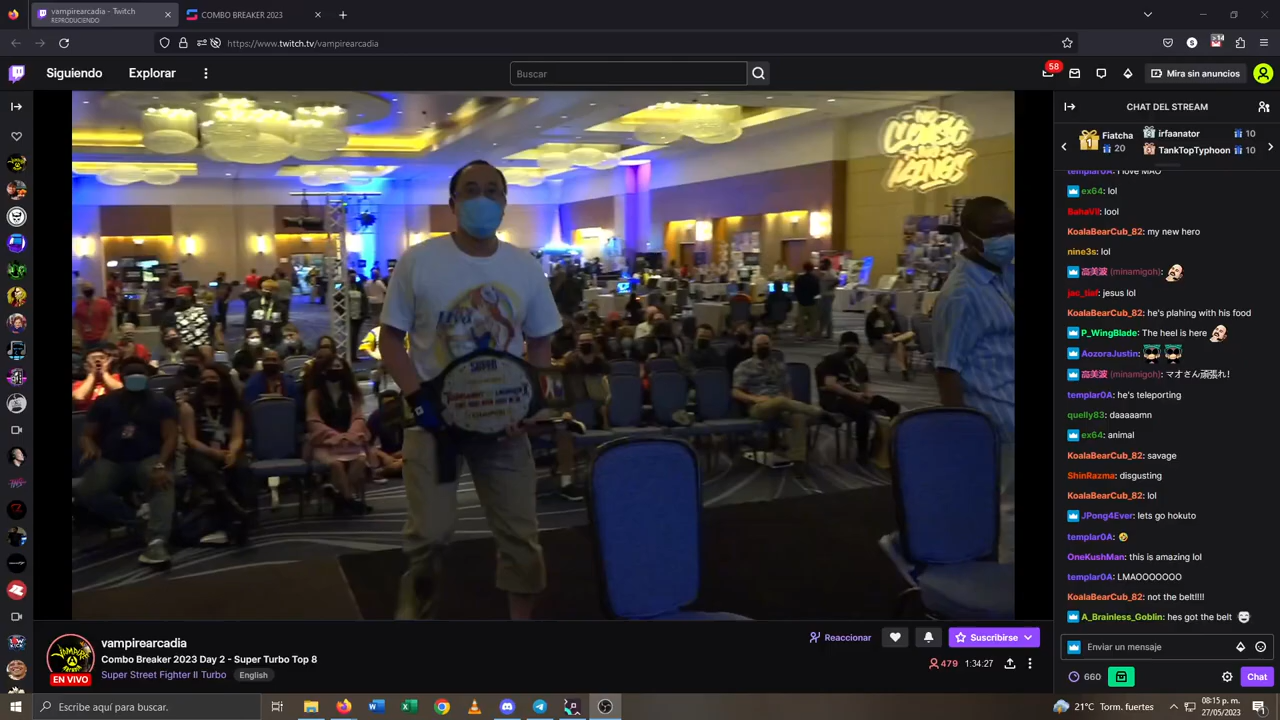 vampirearcadia - Twitch
REPRODUCIENDO
COMBO BREAKER 2023
https://www.twitch.tv/vampirearcadia
Siguiendo
Explorar
Buscar
58
Mira sin anuncios
SUPER
CHAT DEL STREAM
Fiatcha
20
irfaanator
10
TankTopTyphoon
10
templar0A: I love MAO
ex64: lol
BahaVil: lool
KoalaBearCub_82: my new hero
nine3s: lol
高美波 (minamigoh):
jac_tief: jesus lol
KoalaBearCub_82: he's plahing with his food
P_WingBlade: The heel is here
AozoraJustin:
高美波 (minamigoh): マオさん頑張れ!
templar0A: he's teleporting
quelly83: daaaaamn
ex64: animal
KoalaBearCub_82: savage
ShinRazma: disgusting
KoalaBearCub_82: lol
JPong4Ever: lets go hokuto
templar0A:
OneKushMan: this is amazing lol
templar0A: LMAOOOOOOO
KoalaBearCub_82: not the belt!!!!
A_Brainless_Goblin: hes got the belt
Enviar un mensaje
660
Chat
vampirearcadia
EN VIVO
Combo Breaker 2023 Day 2 - Super Turbo Top 8
Super Street Fighter II Turbo
English
Reaccionar
Suscribirse
479
1:34:27
Escribe aquí para buscar.
21°C Torm. fuertes
08:15 p. m.
27/05/2023